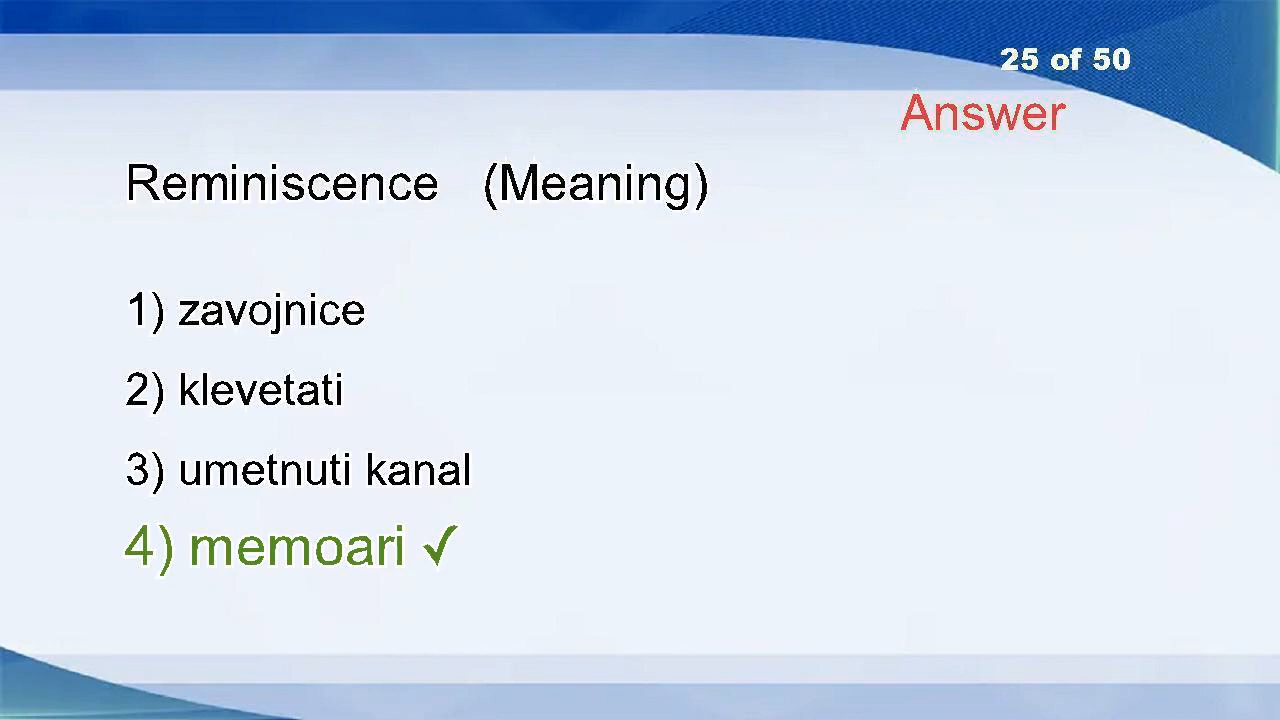 25 of 50
Answer
Reminiscence (Meaning)
1) zavojnice
2) klevetati
3) umetnuti kanal
4) memoari ✓